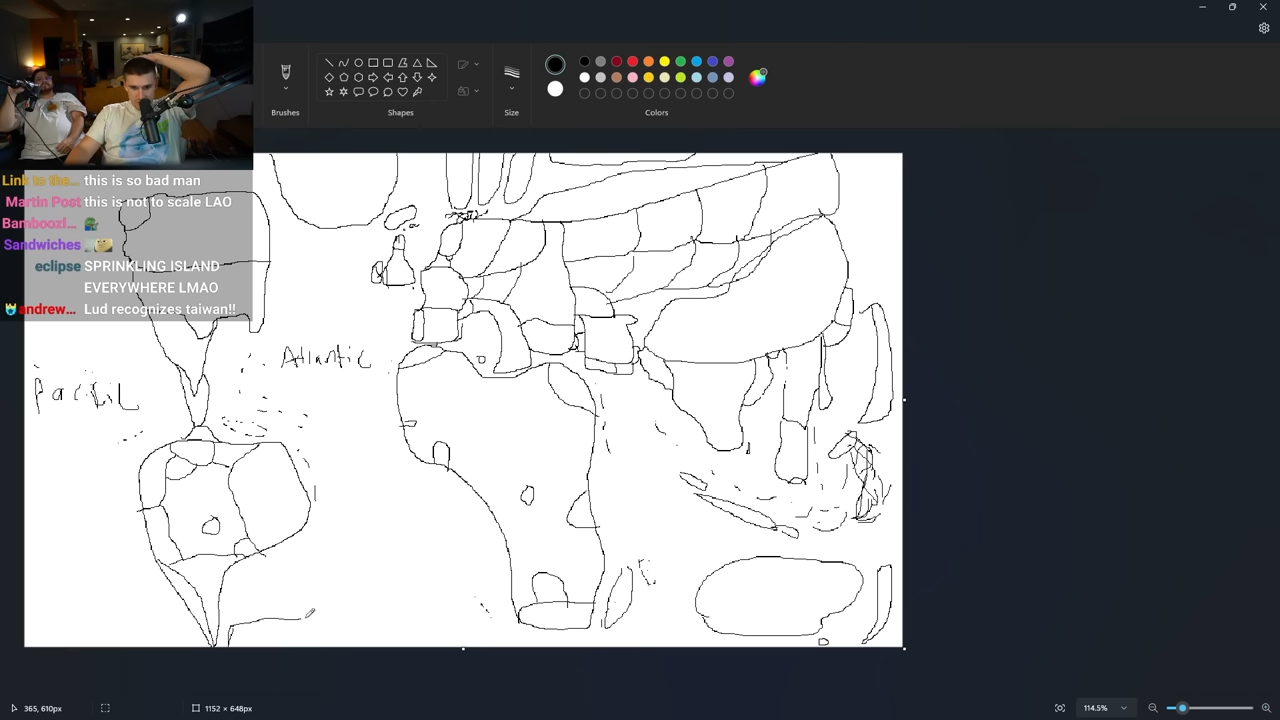 Brushes
Shapes
Size
Colors
Link to the... this is so bad man
Martin Post this is not to scale LAO
Bamboozl...
Sandwiches
eclipse SPRINKLING ISLAND
EVERYWHERE LMAO
andrew... Lud recognizes taiwan!!
Atlantic
Pacific
365, 610px
1152 × 648px
114.5%